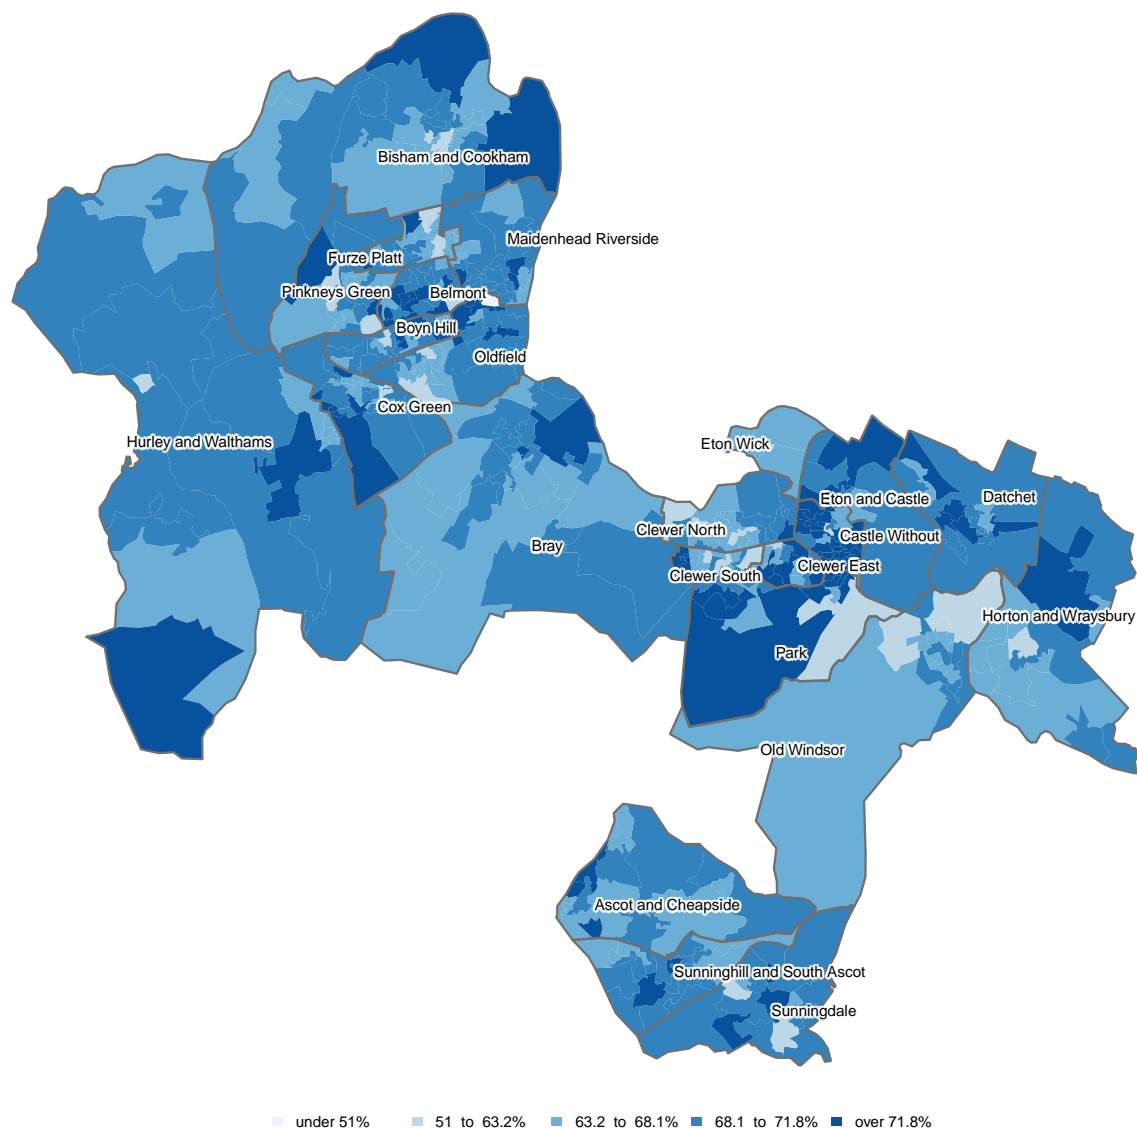 Bisham and Cookham
Maidenhead Riverside
Furze Platt
Pinkneys Green
Belmont
Boyn Hill
Oldfield
Cox Green
Hurley and Walthams
Eton Wick
Eton and Castle
Datchet
Clewer North
Castle Without
Bray
Clewer South
Clewer East
Horton and Wraysbury
Park
Old Windsor
Ascot and Cheapside
Sunninghill and South Ascot
Sunningdale
under 51% 51 to 63.2% 63.2 to 68.1% 68.1 to 71.8% over 71.8%